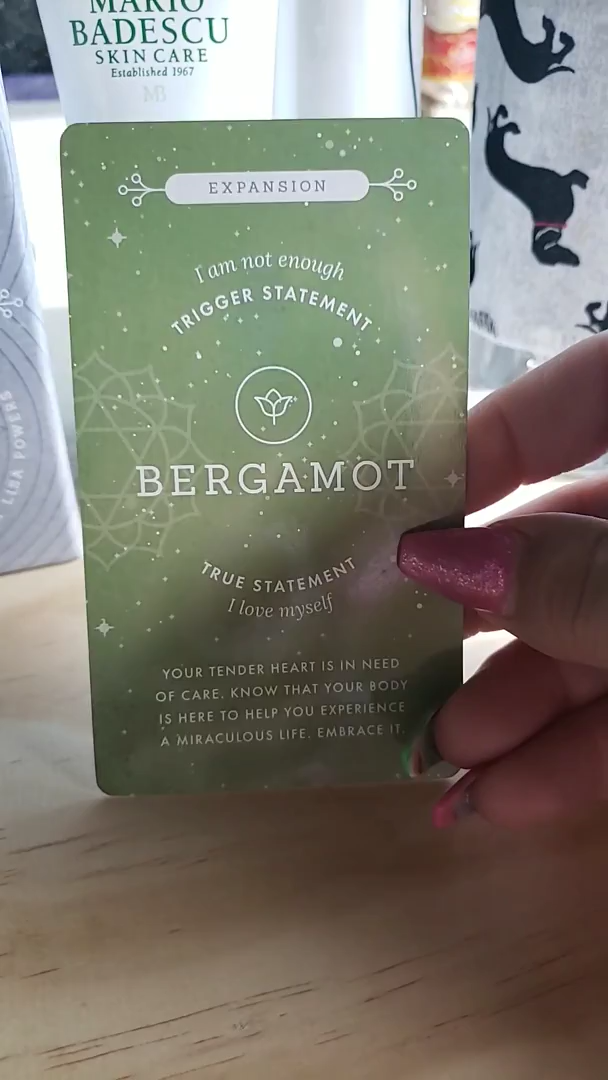 MARIO
BADESCU
SKIN CARE
Established 1967
MB
EXPANSION
I am not enough
TRIGGER STATEMENT
BERGAMOT
TRUE STATEMENT
I love myself
YOUR TENDER HEART IS IN NEED
OF CARE. KNOW THAT YOUR BODY
IS HERE TO HELP YOU EXPERIENCE
A MIRACULOUS LIFE. EMBRACE IT.
LISA POWERS